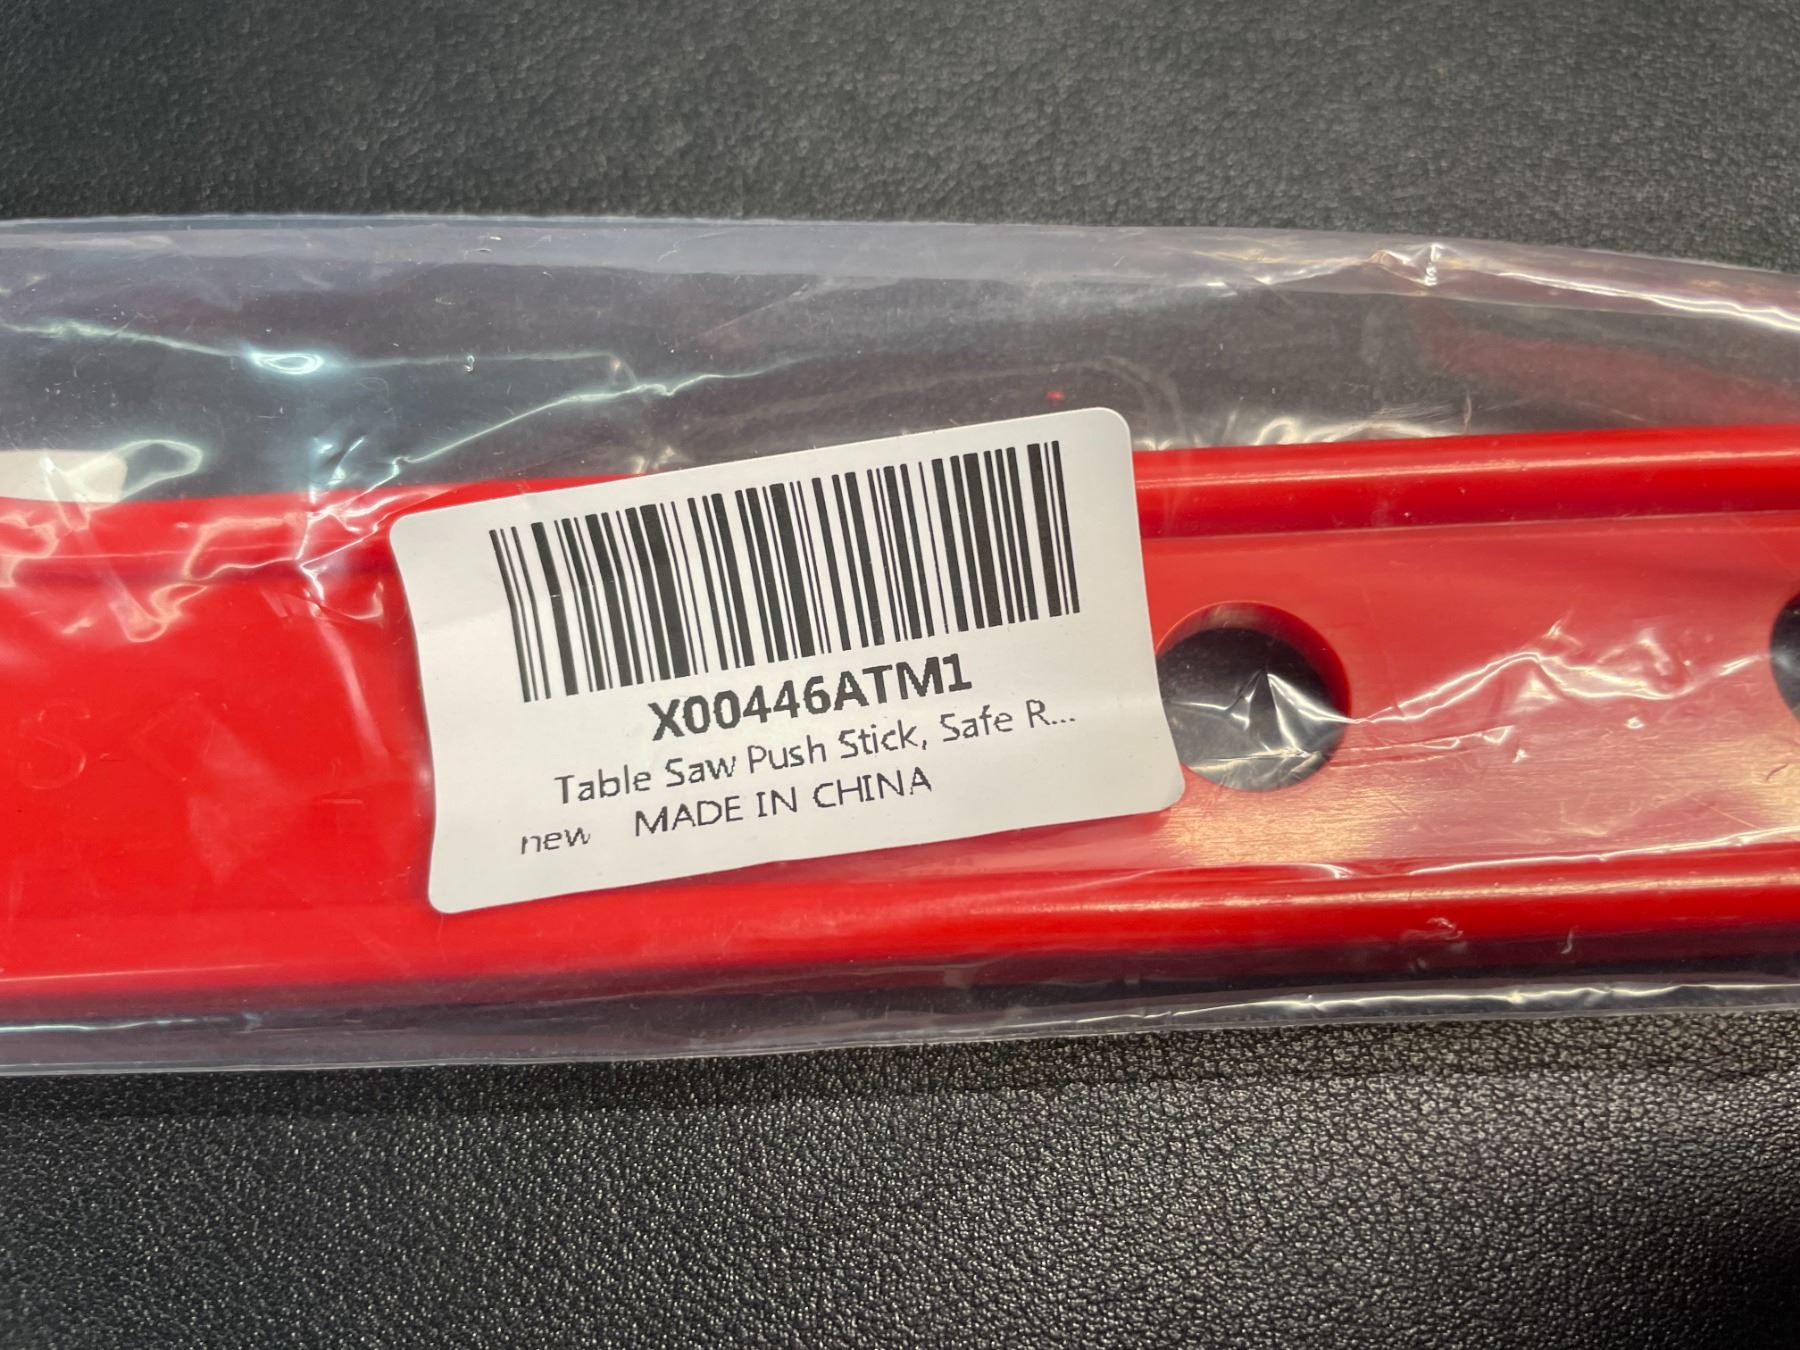 X00446ATM1
Table Saw Push Stick, Safe R...
new MADE IN CHINA